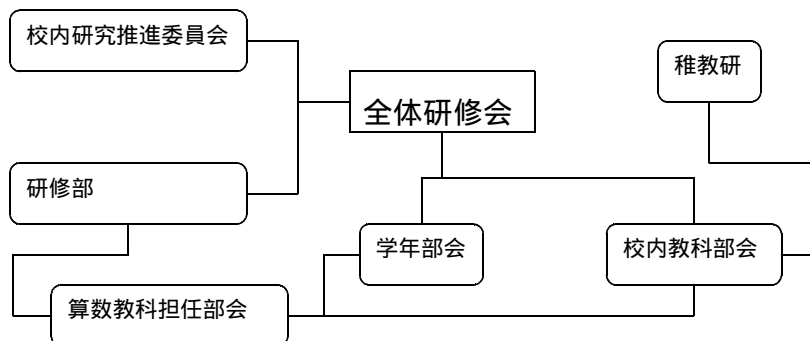 校内研究推進委員会
稚教研
全体研修会
研修部
学年部会
校内教科部会
算数教科担任部会